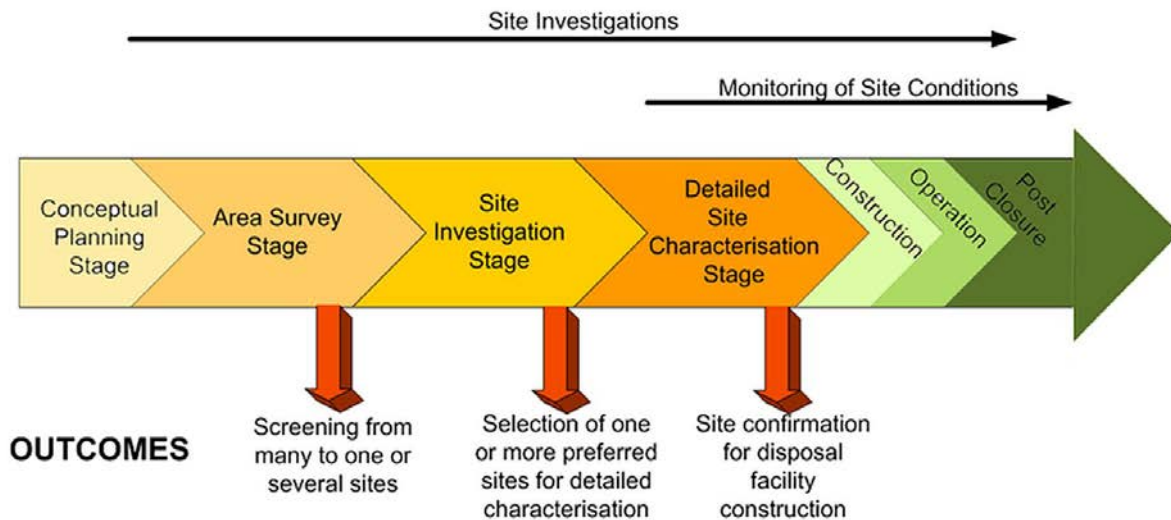 Site Investigations
Monitoring of Site Conditions
Conceptual
Planning
Stage
Area Survey
Stage
Site
Investigation
Stage
Detailed
Site
Characterisation
Stage
Construction
Operation
Post
Closure
OUTCOMES
Screening from
many to one or
several sites
Selection of one
or more preferred
sites for detailed
characterisation
Site confirmation
for disposal
facility
construction